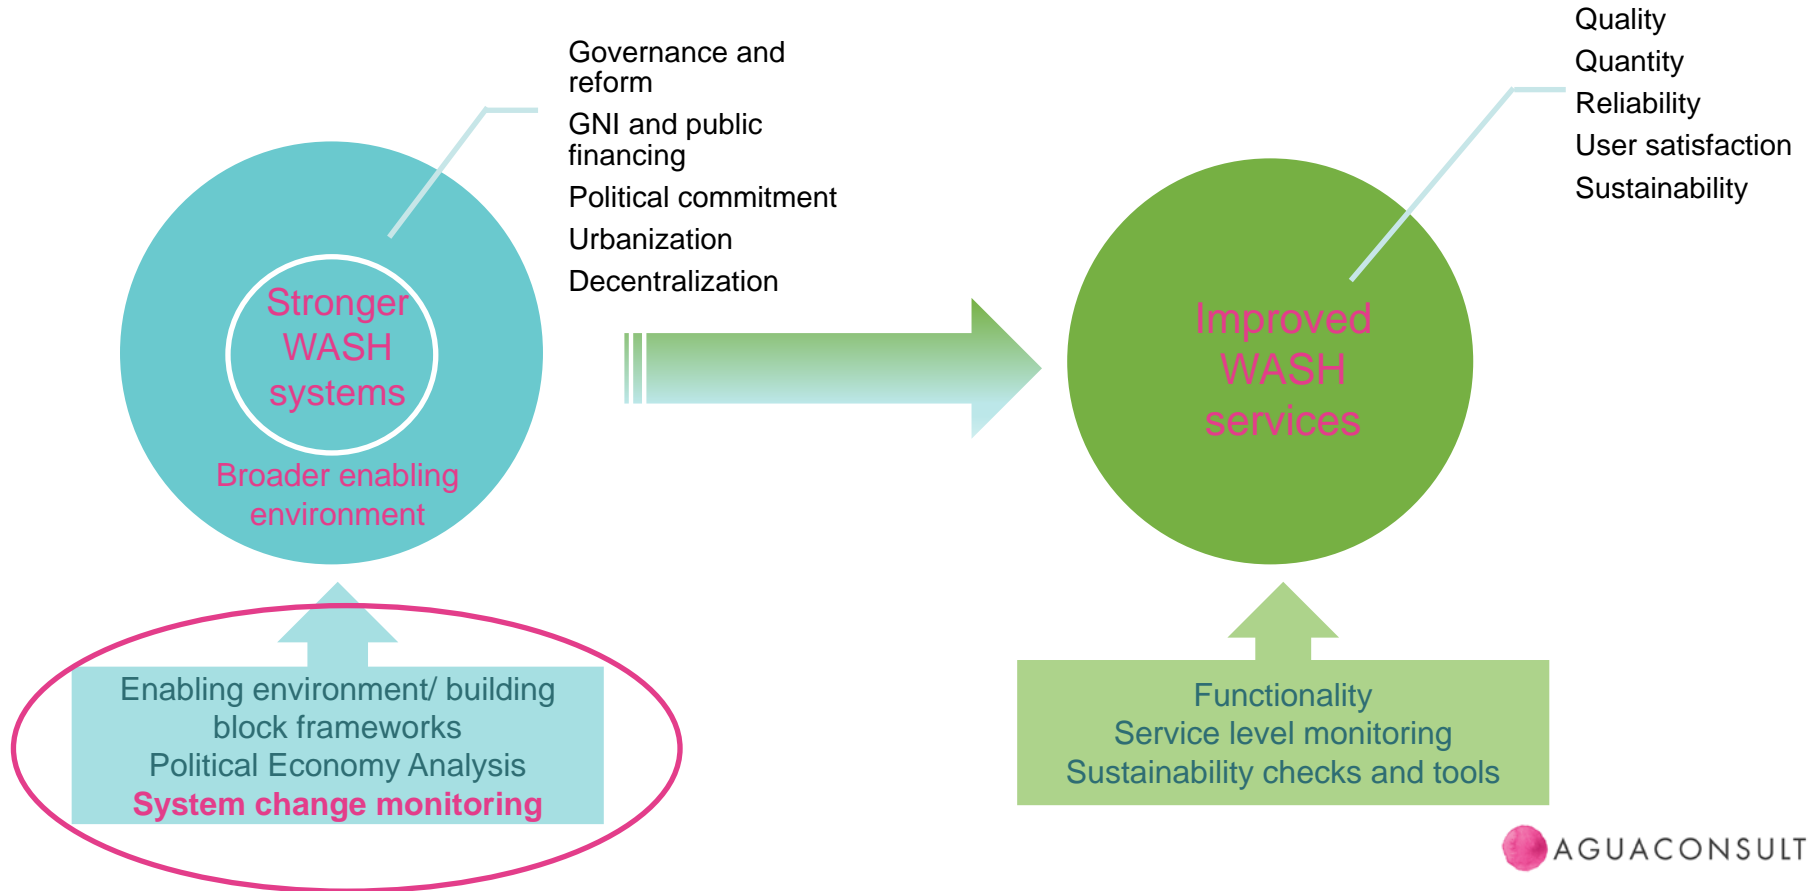 Governance and
reform
GNI and public
financing
Political commitment
Urbanization
Decentralization
Quality
Quantity
Reliability
User satisfaction
Sustainability
Stronger
WASH
systems
Broader enabling
environment
Improved
WASH
services
Enabling environment/ building
block frameworks
Political Economy Analysis
System change monitoring
Functionality
Service level monitoring
Sustainability checks and tools
AGUACONSULT